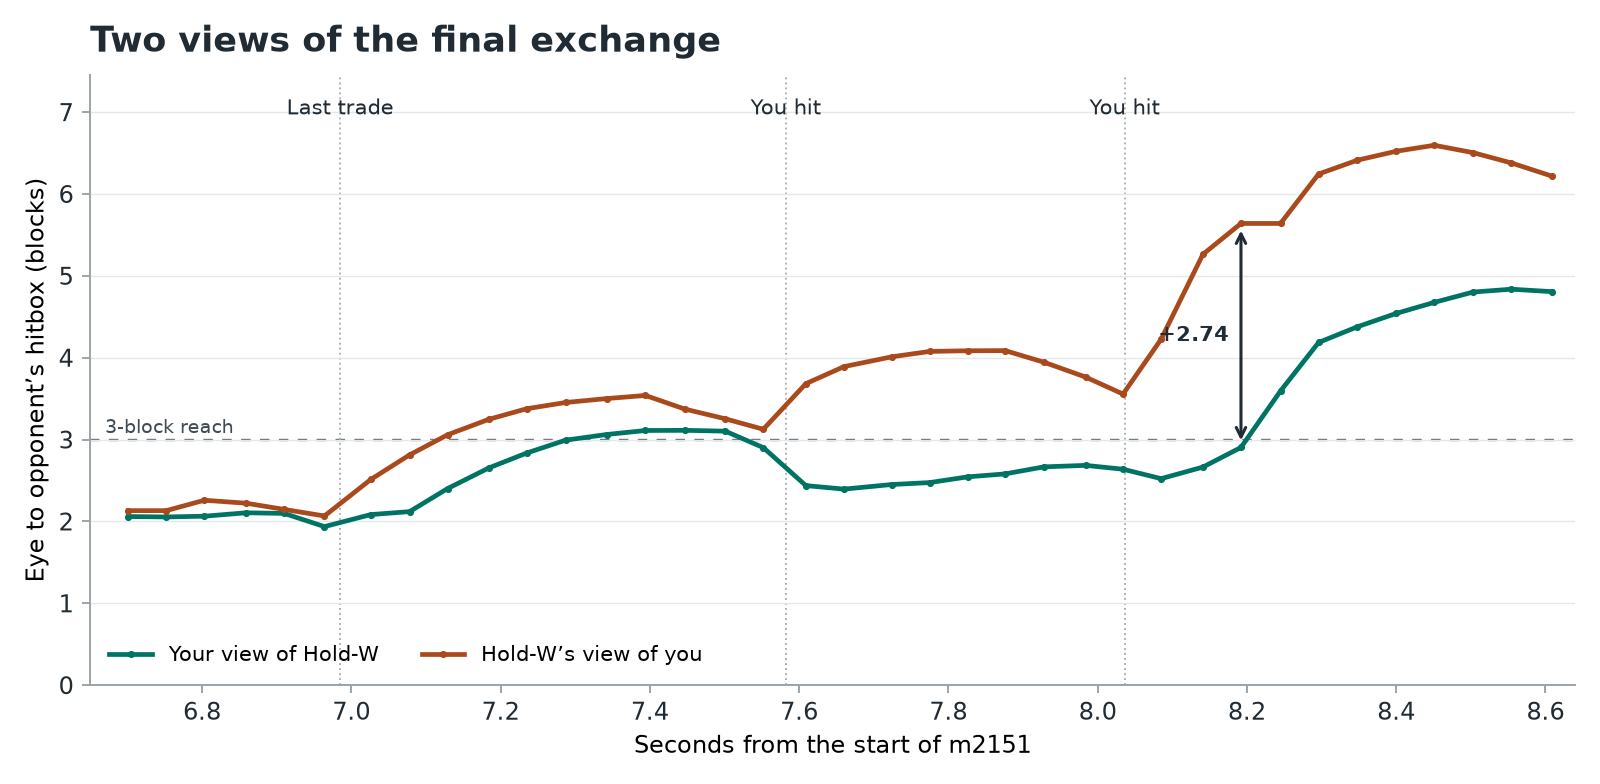 Two views of the final exchange
Last trade
You hit
You hit
7
6
5
4
3
2
1
0
Eye to opponent’s hitbox (blocks)
+2.74
3-block reach
Your view of Hold-W
Hold-W’s view of you
6.8
7.0
7.2
7.4
7.6
7.8
8.0
8.2
8.4
8.6
Seconds from the start of m2151